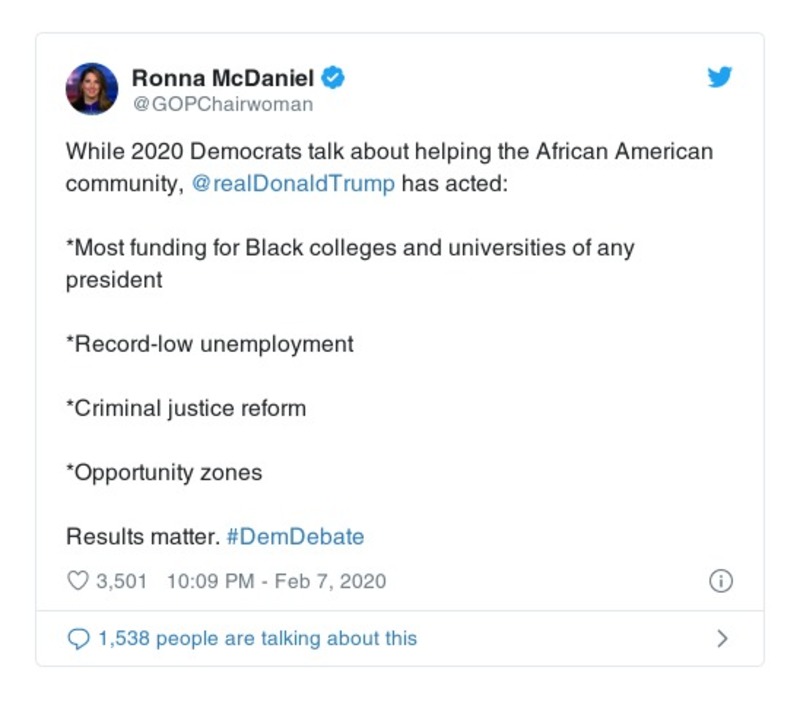 Ronna McDaniel
@GOPChairwoman
While 2020 Democrats talk about helping the African American
community, @realDonaldTrump has acted:
*Most funding for Black colleges and universities of any
president
*Record-low unemployment
*Criminal justice reform
*Opportunity zones
Results matter. #DemDebate
3,501 10:09 PM - Feb 7, 2020
1,538 people are talking about this